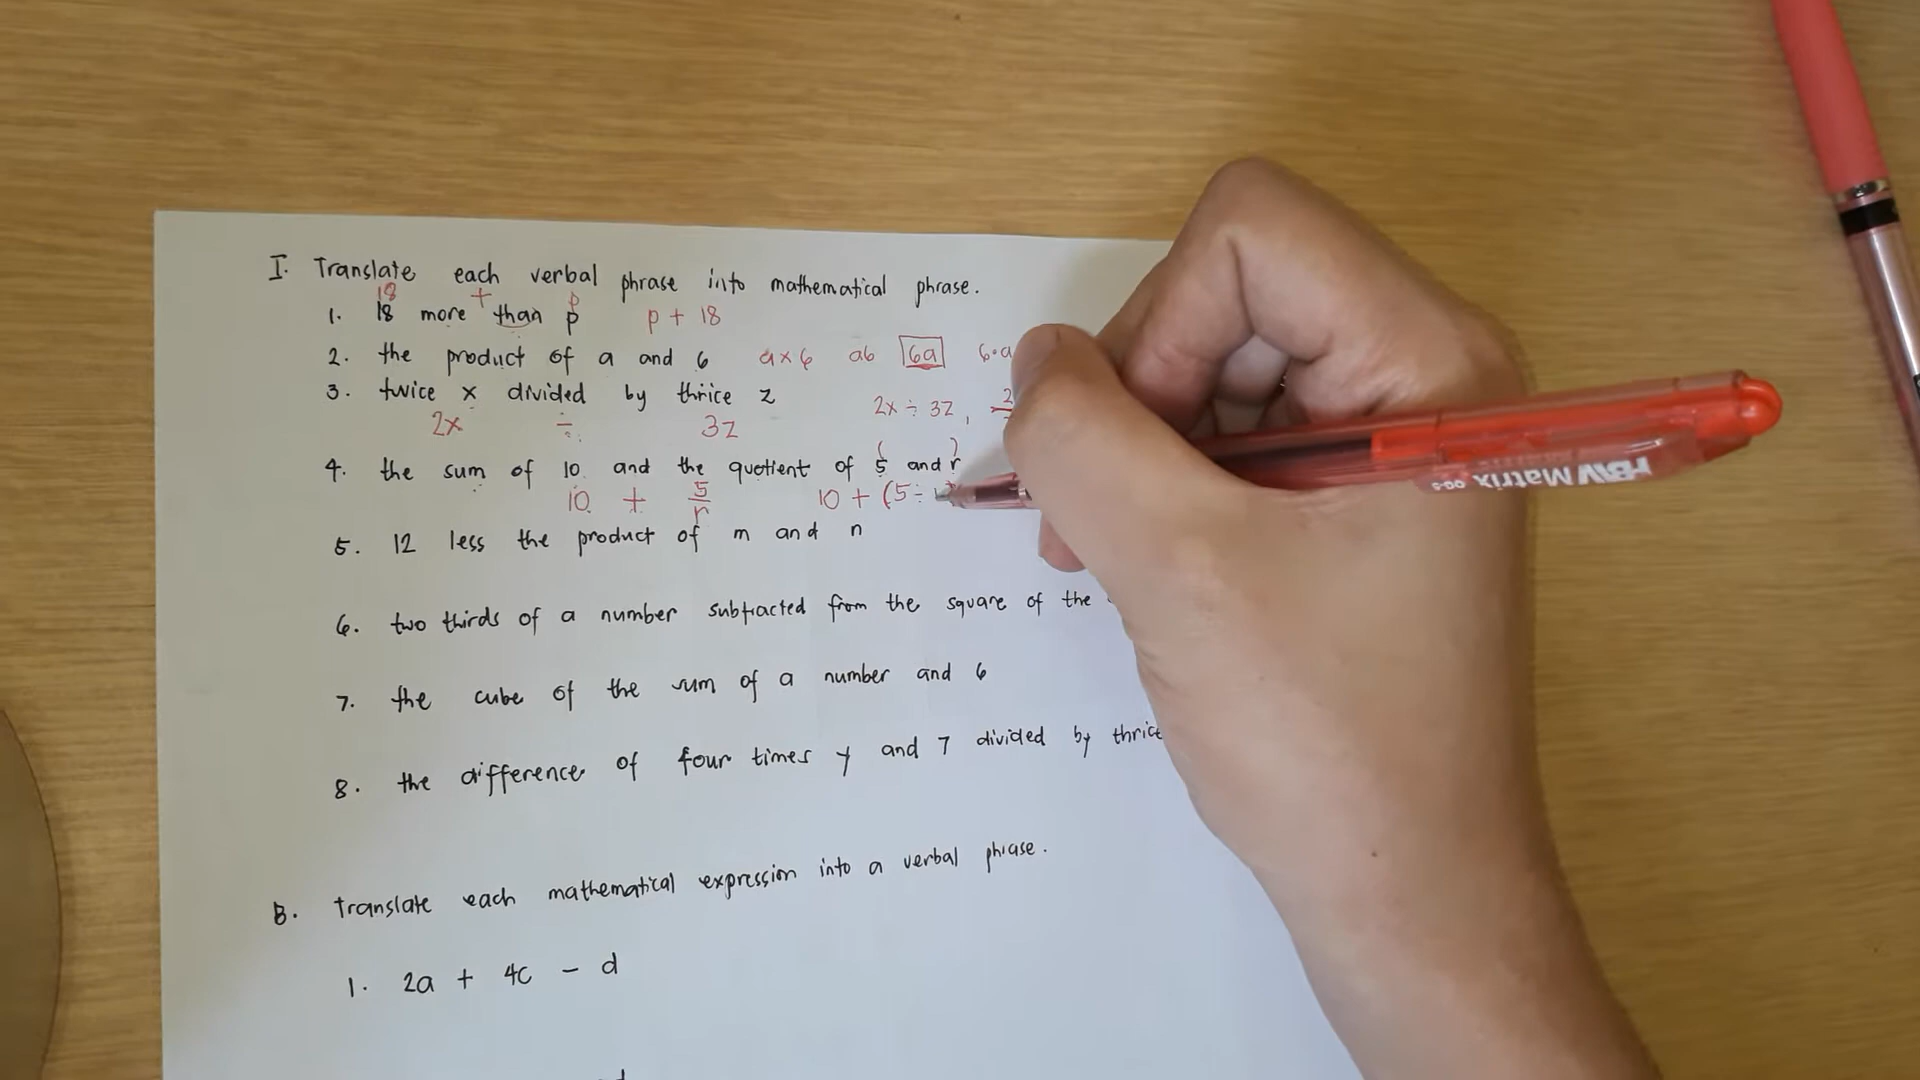 I. Translate each verbal phrase into mathematical phrase.
18 + p
1. 18 more than p p + 18
2. the product of a and 6 a × 6 a6 6a 6·a
3. twice x divided by thrice z 2x ÷ 3z, 2
2x ÷ 3z
4. the sum of 10 and the quotient of 5 and r
10 + 5/r 10 + (5 ÷
5. 12 less the product of m and n
6. two thirds of a number subtracted from the square of the
7. the cube of the sum of a number and 6
8. the difference of four times y and 7 divided by thrice
B. Translate each mathematical expression into a verbal phrase.
1. 2a + 4c - d
HBW Matrix